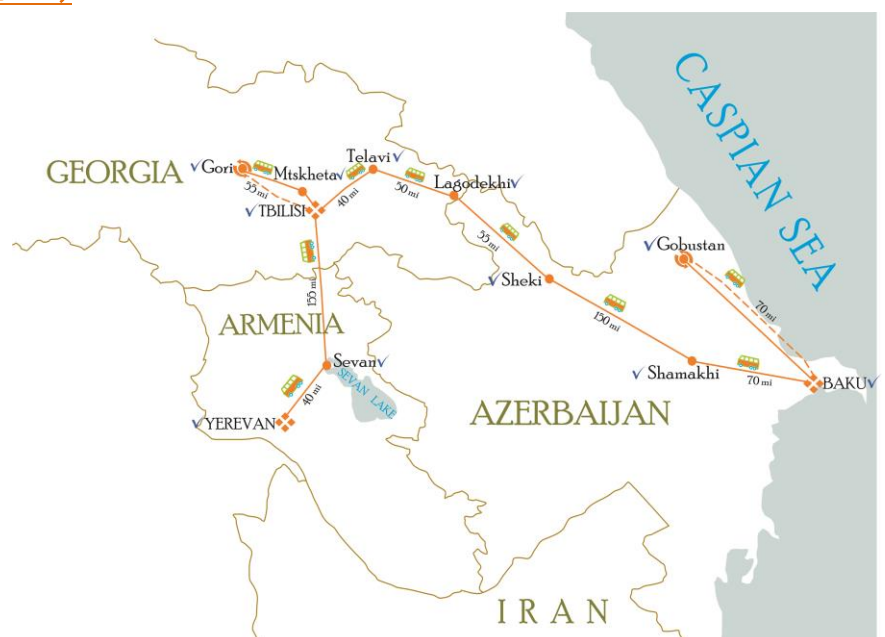 CASPIAN SEA
GEORGIA
Gori
Mtskheta
Telavi
Lagodekhi
55 mi
TBILISI
40 mi
50 mi
55 mi
Gobustan
Sheki
155 mi
70 mi
150 mi
ARMENIA
Sevan
SEVAN LAKE
Shamakhi
70 mi
BAKU
40 mi
YEREVAN
AZERBAIJAN
IRAN